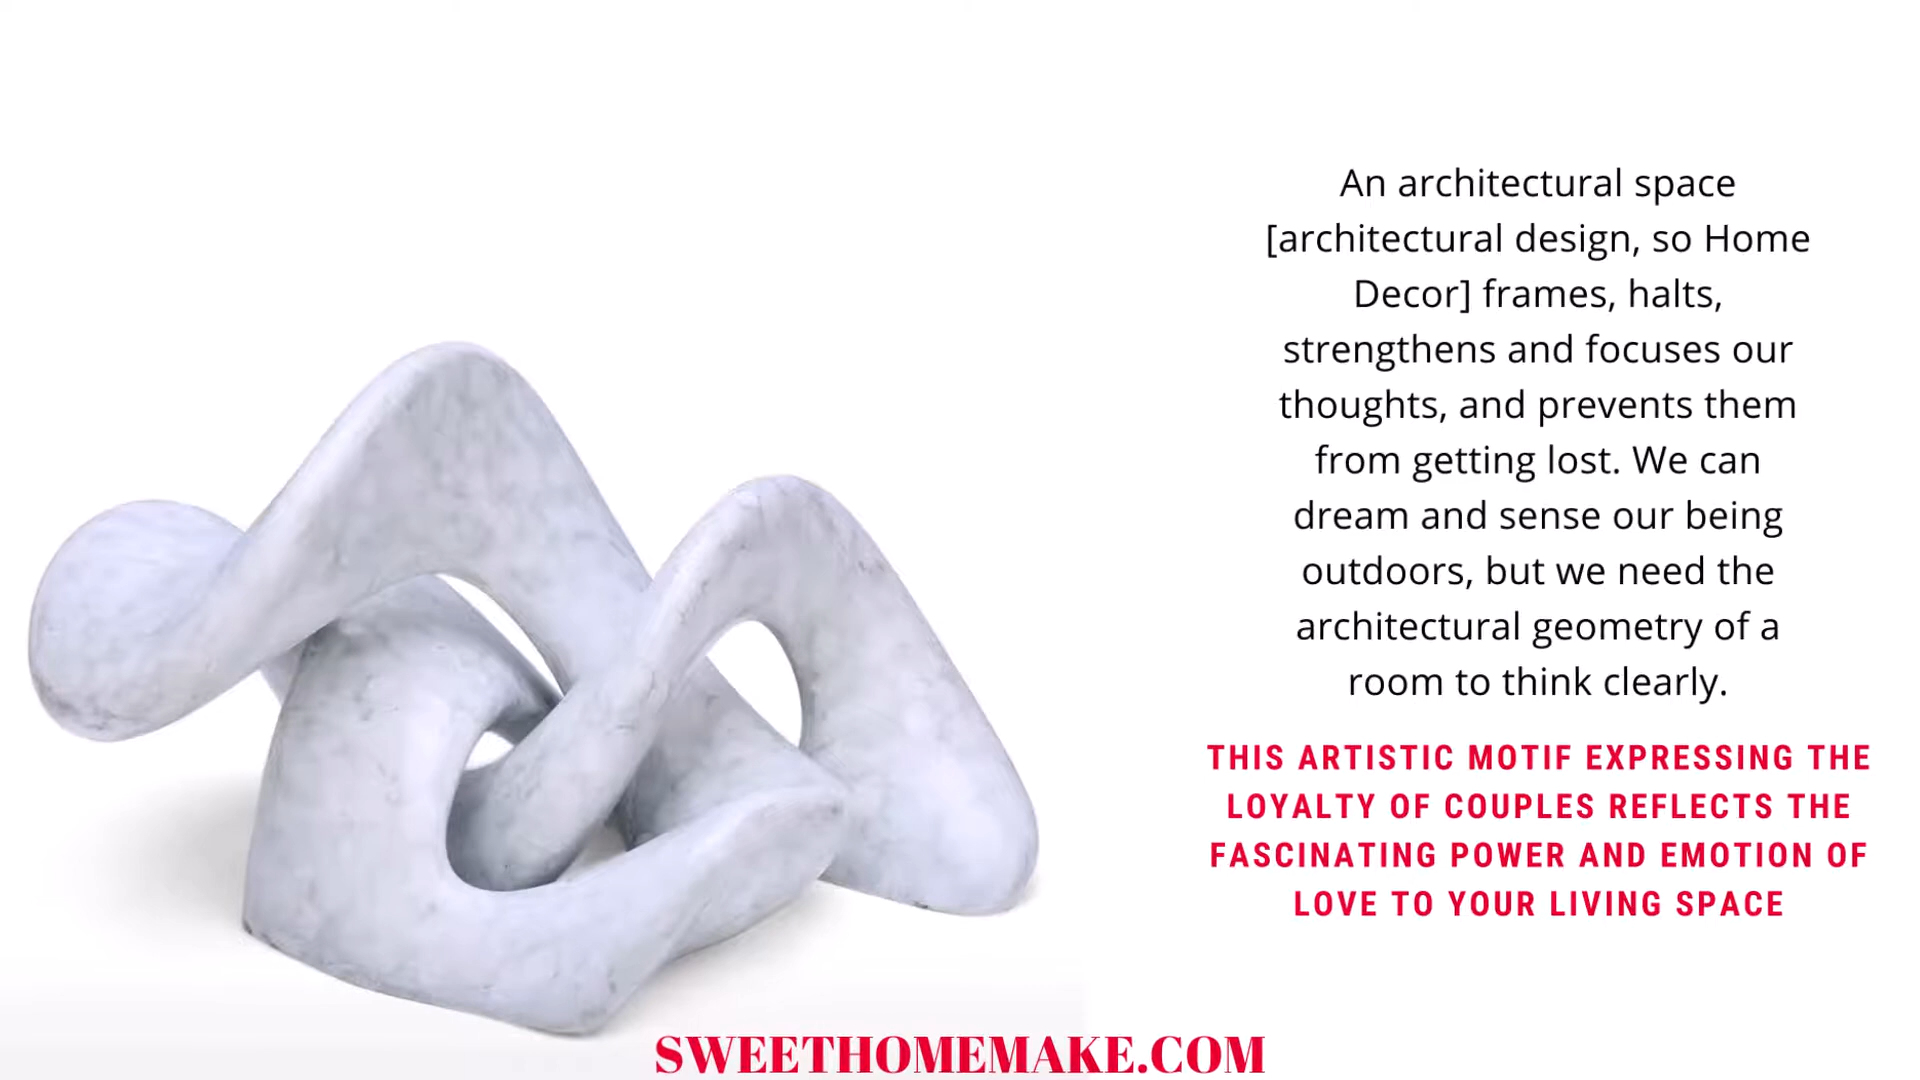 An architectural space
[architectural design, so Home
Decor] frames, halts,
strengthens and focuses our
thoughts, and prevents them
from getting lost. We can
dream and sense our being
outdoors, but we need the
architectural geometry of a
room to think clearly.
THIS ARTISTIC MOTIF EXPRESSING THE
LOYALTY OF COUPLES REFLECTS THE
FASCINATING POWER AND EMOTION OF
LOVE TO YOUR LIVING SPACE
SWEETHOMEMAKE.COM